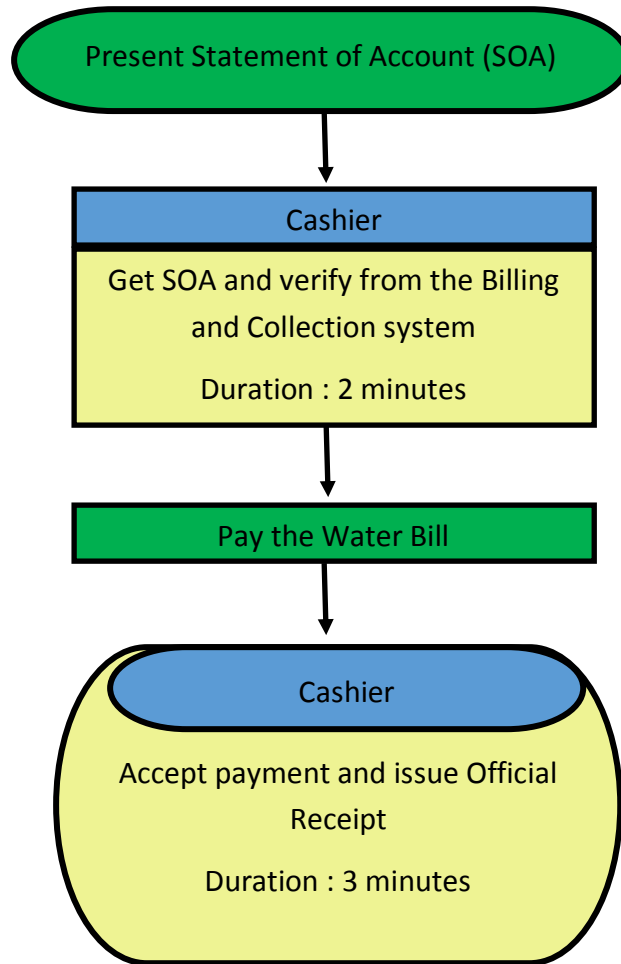 Present Statement of Account (SOA)
Cashier
Get SOA and verify from the Billing
and Collection system
Duration : 2 minutes
Pay the Water Bill
Cashier
Accept payment and issue Official
Receipt
Duration : 3 minutes